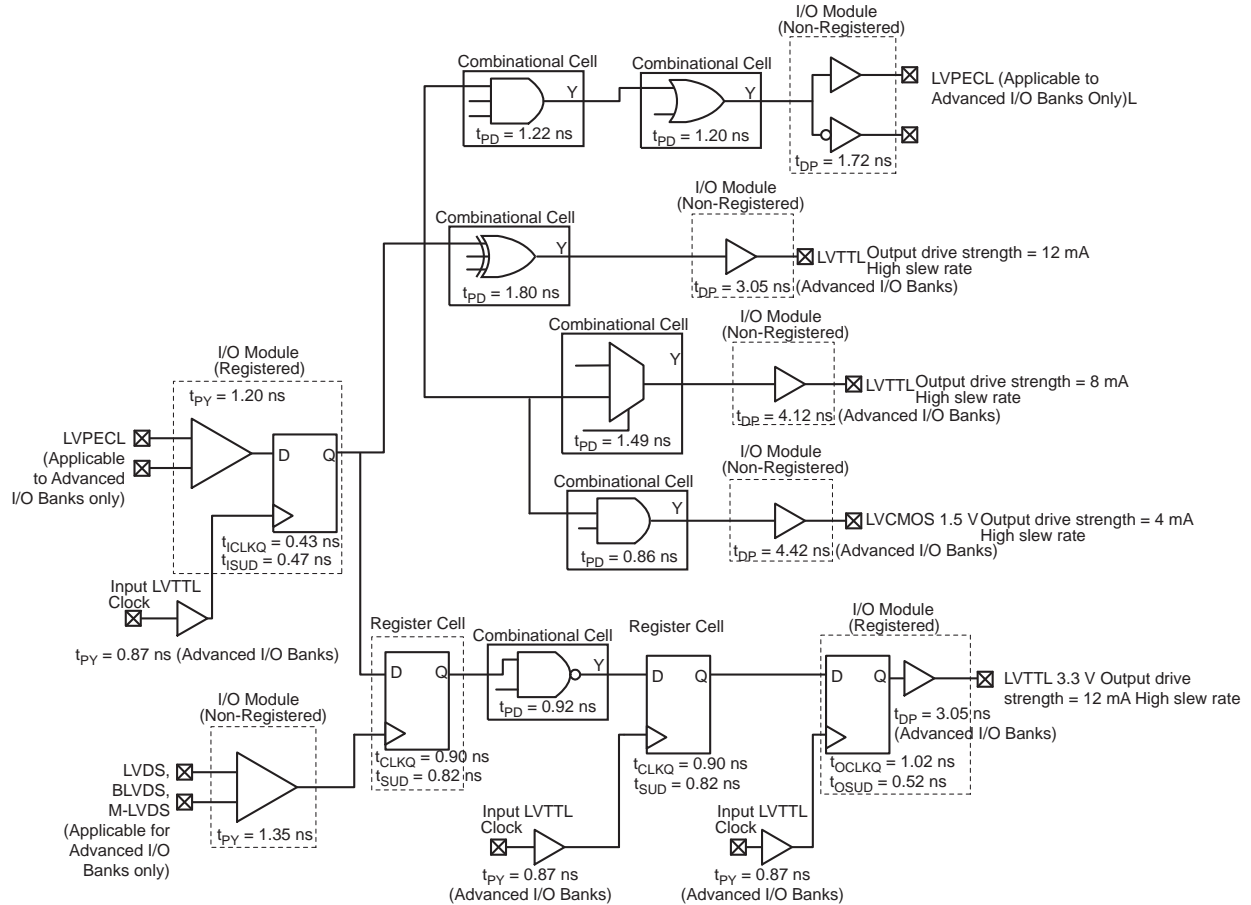 I/O Module
(Non-Registered)
Combinational Cell
Y
tPD = 1.22 ns
Combinational Cell
Y
tPD = 1.20 ns
tDP = 1.72 ns
LVPECL (Applicable to
Advanced I/O Banks Only)L
I/O Module
(Non-Registered)
Combinational Cell
Y
tPD = 1.80 ns
tDP = 3.05 ns (Advanced I/O Banks)
LVTTL Output drive strength = 12 mA
High slew rate
I/O Module
(Non-Registered)
Combinational Cell
Y
tPD = 1.49 ns
tDP = 4.12 ns (Advanced I/O Banks)
LVTTL Output drive strength = 8 mA
High slew rate
I/O Module
(Non-Registered)
Combinational Cell
Y
tPD = 0.86 ns
tDP = 4.42 ns (Advanced I/O Banks)
LVCMOS 1.5 V Output drive strength = 4 mA
High slew rate
I/O Module
(Registered)
tPY = 1.20 ns
LVPECL
(Applicable
to Advanced
I/O Banks only)
D
Q
tICLKQ = 0.43 ns
tISUD = 0.47 ns
Input LVTTL
Clock
tPY = 0.87 ns (Advanced I/O Banks)
I/O Module
(Non-Registered)
LVDS,
BLVDS,
M-LVDS
(Applicable for
Advanced I/O
Banks only)
tPY = 1.35 ns
Register Cell
D
Q
tCLKQ = 0.90 ns
tSUD = 0.82 ns
Combinational Cell
Y
tPD = 0.92 ns
Register Cell
D
Q
tCLKQ = 0.90 ns
tSUD = 0.82 ns
Input LVTTL
Clock
tPY = 0.87 ns
(Advanced I/O Banks)
I/O Module
(Registered)
D
Q
tDP = 3.05 ns
(Advanced I/O Banks)
tOCLKQ = 1.02 ns
tOSUD = 0.52 ns
LVTTL 3.3 V Output drive
strength = 12 mA High slew rate
Input LVTTL
Clock
tPY = 0.87 ns
(Advanced I/O Banks)